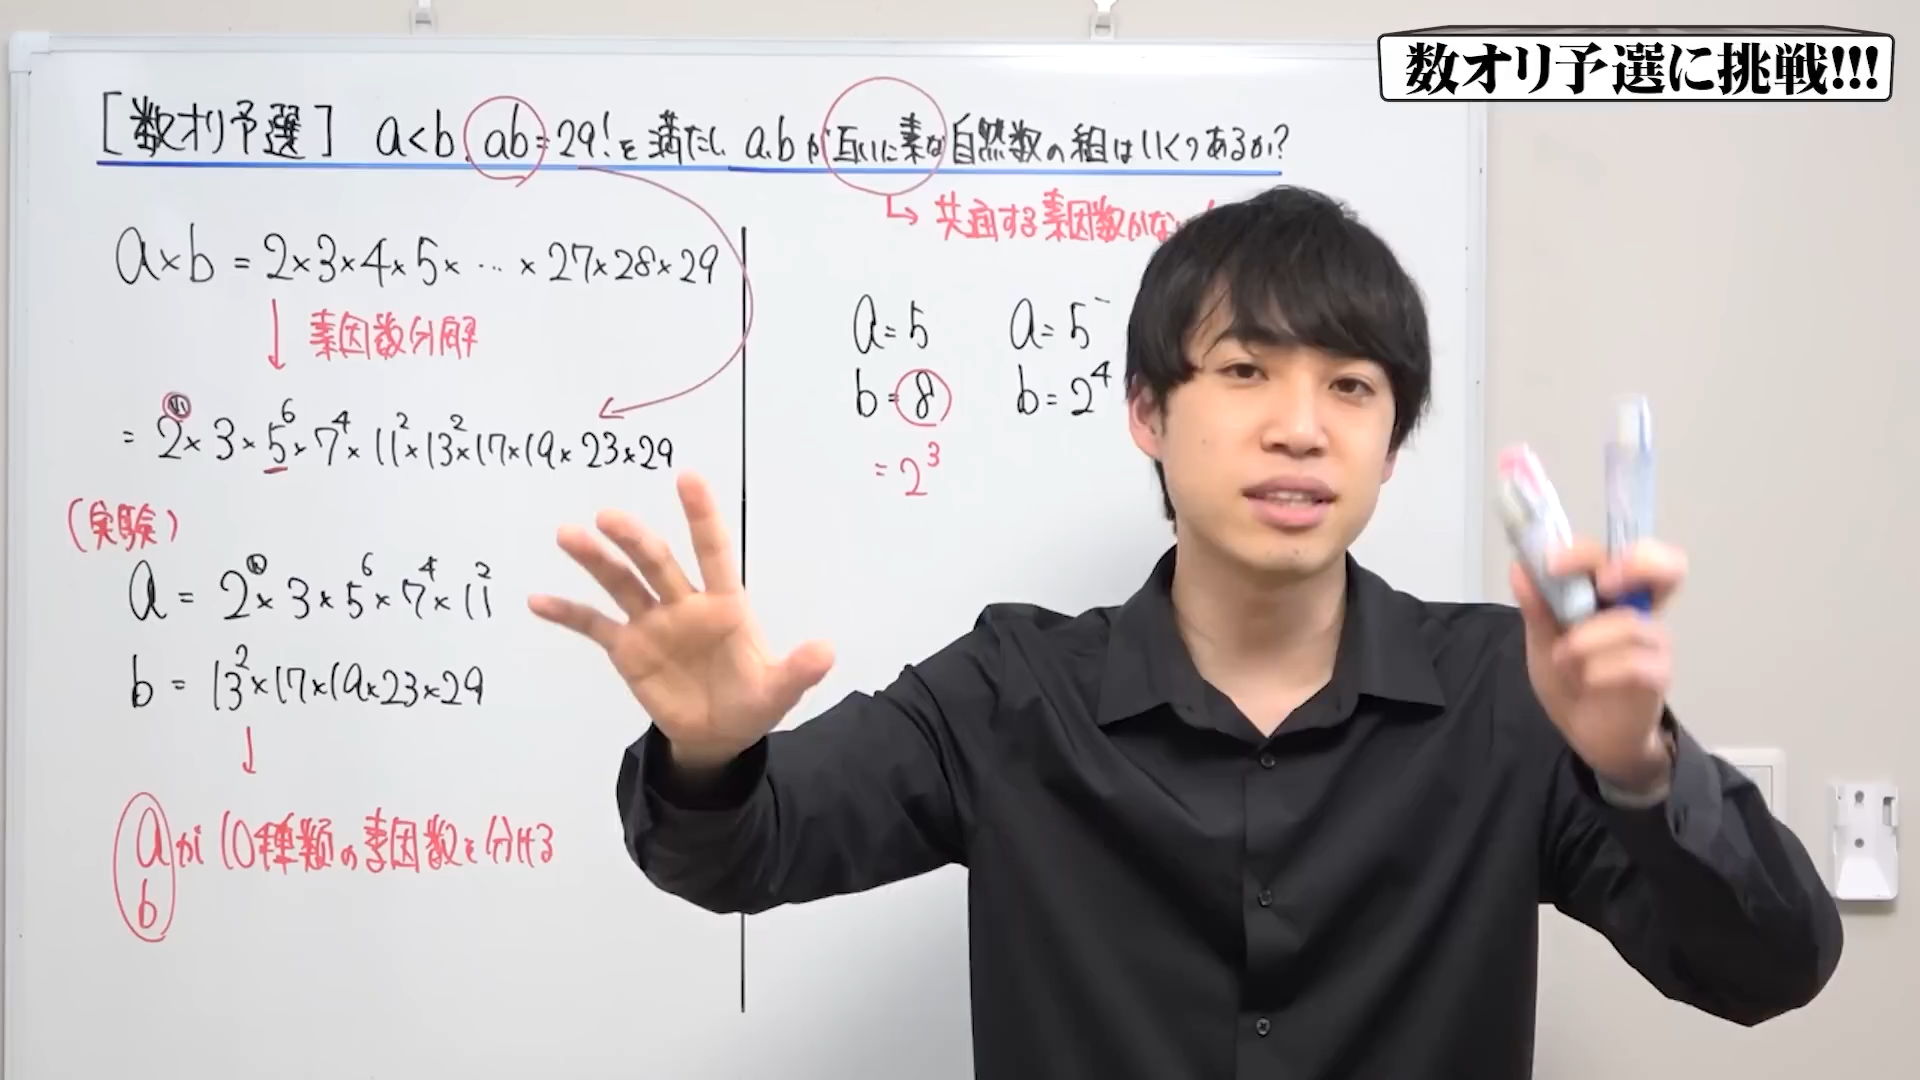 数オリ予選に挑戦!!!
[数オリ予選] a<b, ab=29!を満たし a,bが互いに素な自然数の組はいくつあるか?
共通する素因数がな
a×b = 2×3×4×5× … ×27×28×29
↓ 素因数分解
= 2 × 3 × 5^6 × 7^4 × 11^2 × 13^2 × 17 × 19 × 23 × 29
(実験)
a = 2 × 3 × 5^6 × 7^4 × 11^2
b = 13^2 × 17 × 19 × 23 × 29
↓
aが10種類の素因数を分ける
b
a = 5
b = 8
= 2^3
a = 5
b = 2^4